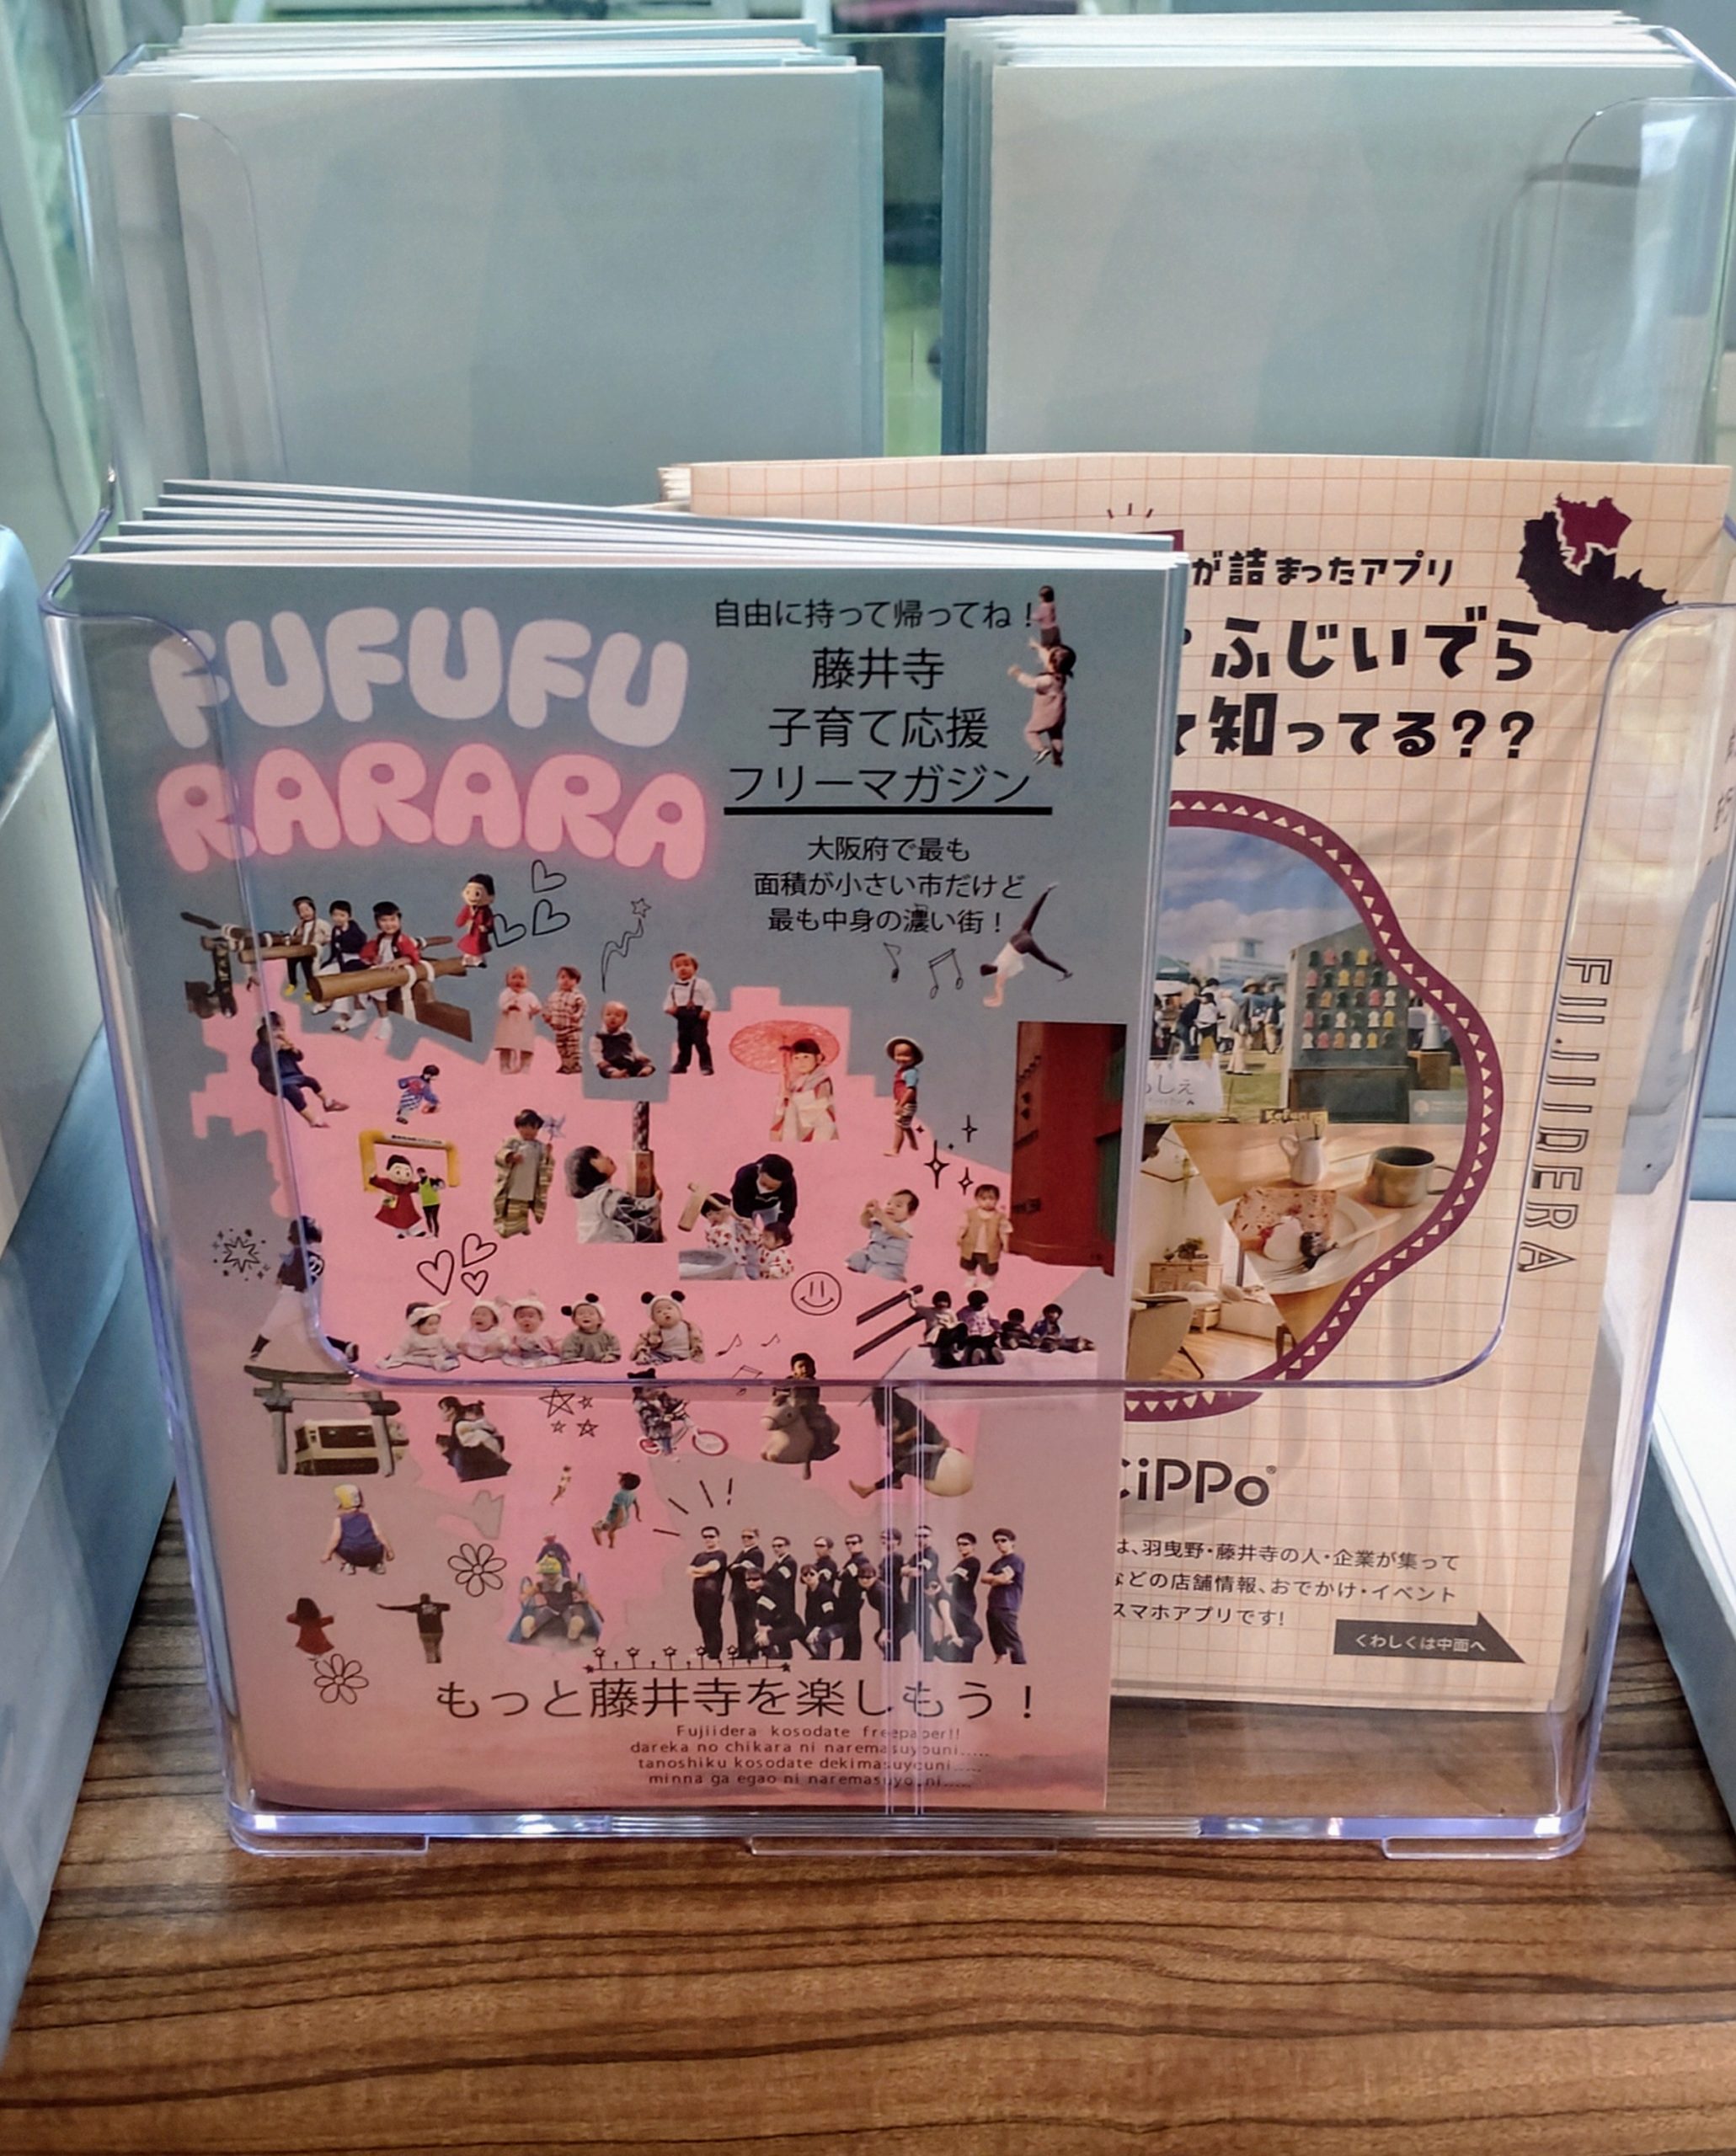 FUFUFU
RARARA
自由に持って帰ってね！
藤井寺
子育て応援
フリーマガジン
大阪府で最も
面積が小さい市だけど
最も中身の濃い街！
もっと藤井寺を楽しもう！
Fujiidera kosodate freepaper!!
dareka no chikara ni naremasuyouni.....
tanoshiku kosodate dekimasuyouni.....
minna ga egao ni naremasuyouni.....
が詰まったアプリ
ふじいでら
て知ってる??
FUJIIDERA
CiPPo
は、羽曳野・藤井寺の人・企業が集って
などの店舗情報、おでかけ・イベント
スマホアプリです!
くわしくは中面へ